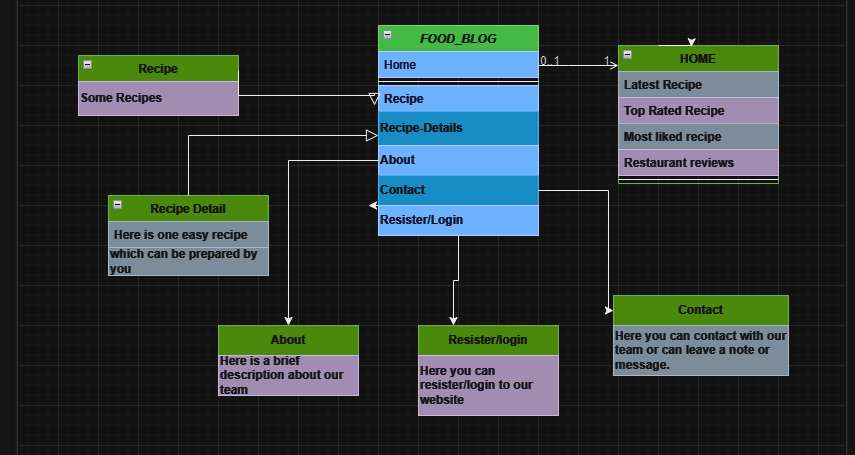 FOOD_BLOG
Home
Recipe
Recipe-Details
About
Contact
Resister/Login
0..1
1
HOME
Latest Recipe
Top Rated Recipe
Most liked recipe
Restaurant reviews
Recipe
Some Recipes
Recipe Detail
Here is one easy recipe
which can be prepared by
you
About
Here is a brief
description about our
team
Resister/login
Here you can
resister/login to our
website
Contact
Here you can contact with our
team or can leave a note or
message.